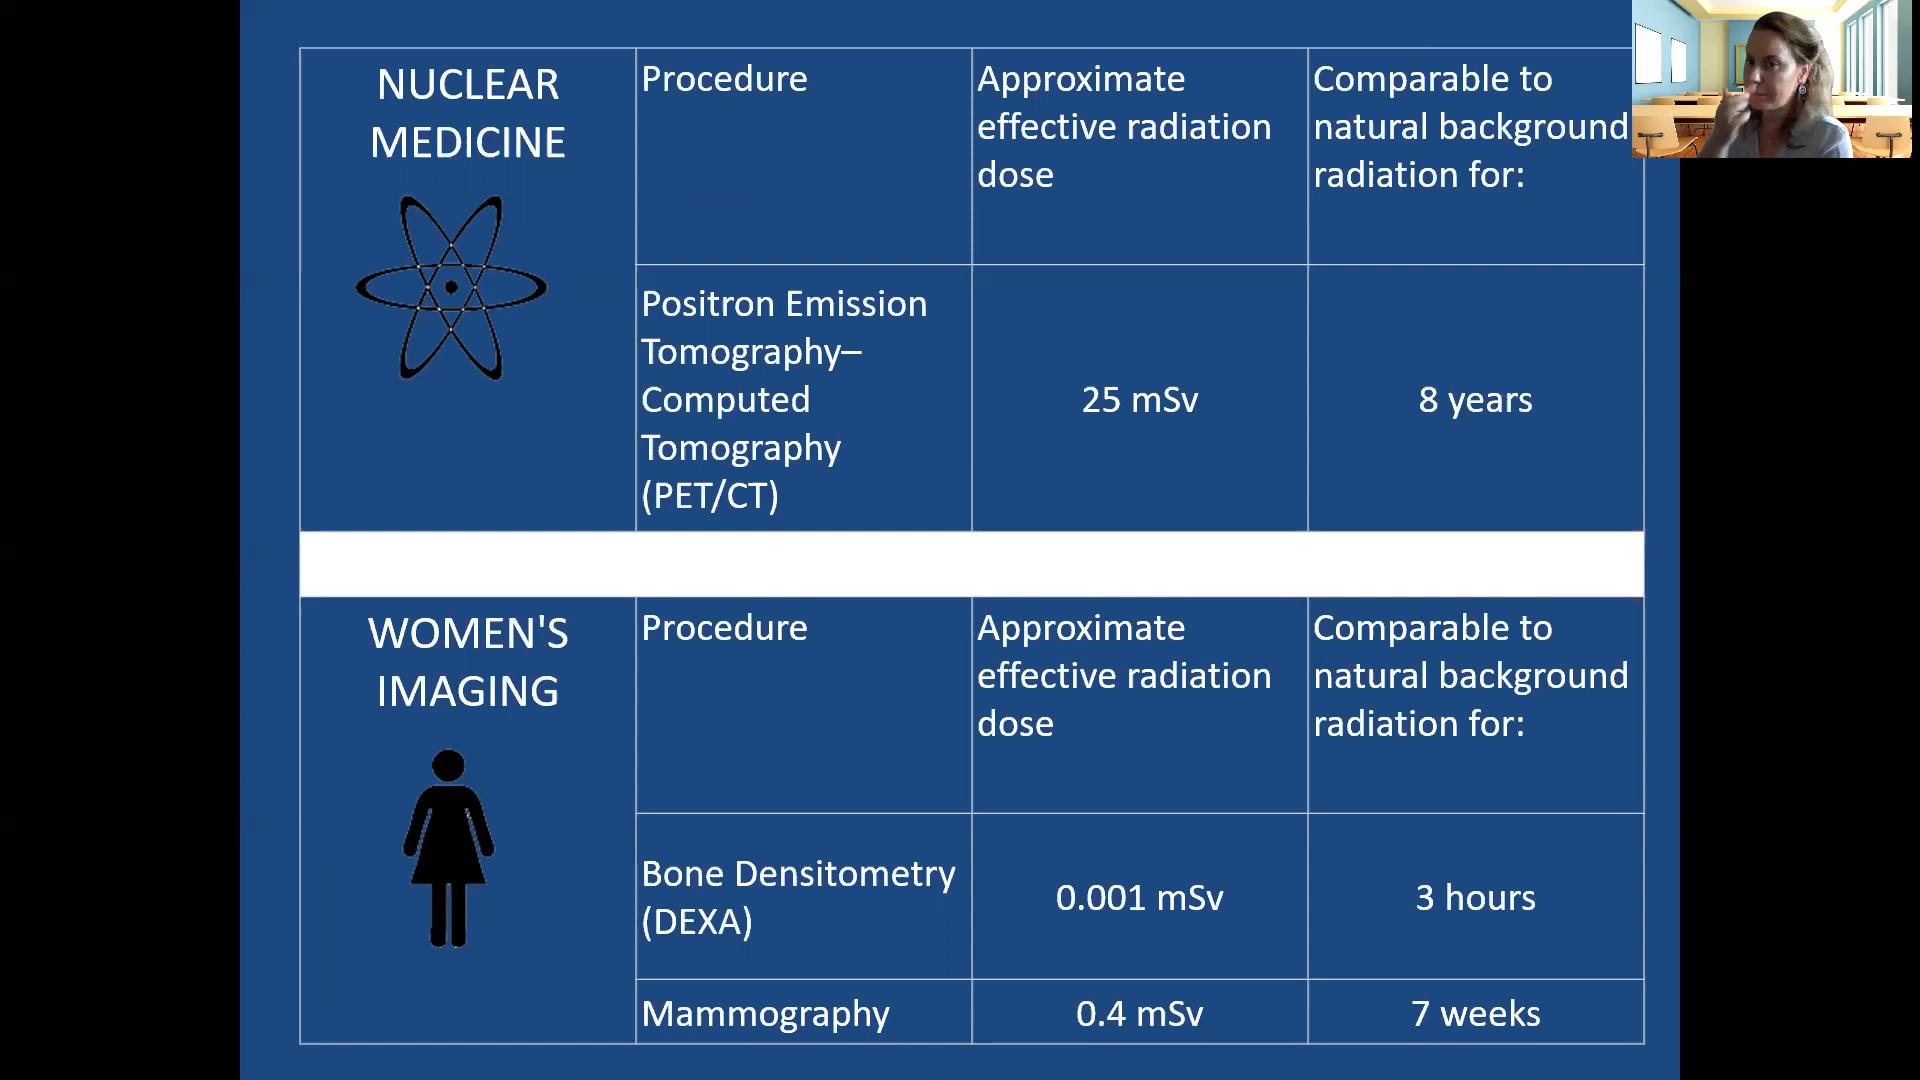 NUCLEAR
MEDICINE
Procedure
Approximate
effective radiation
dose
Comparable to
natural background
radiation for:
Positron Emission
Tomography–
Computed
Tomography
(PET/CT)
25 mSv
8 years
WOMEN'S
IMAGING
Procedure
Approximate
effective radiation
dose
Comparable to
natural background
radiation for:
Bone Densitometry
(DEXA)
0.001 mSv
3 hours
Mammography
0.4 mSv
7 weeks